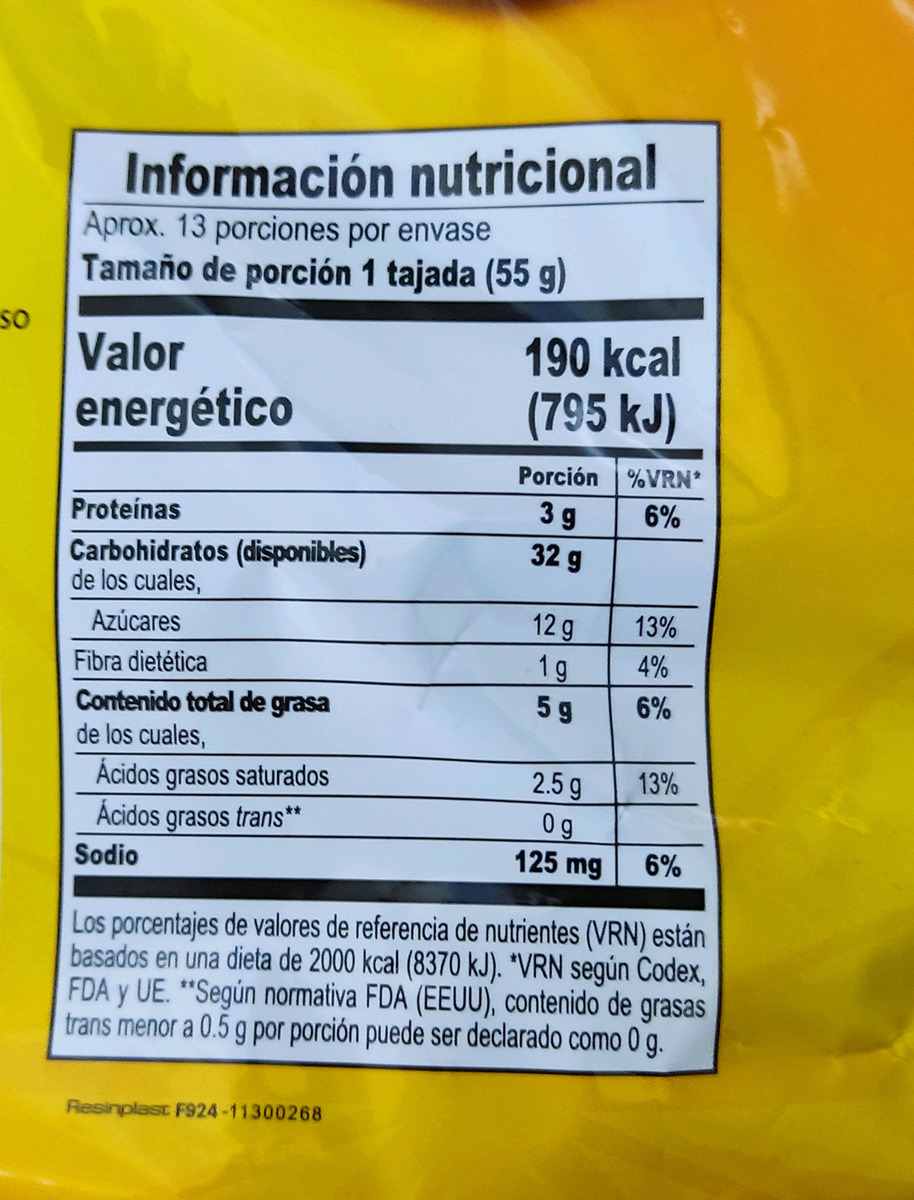 Información nutricional
Aprox. 13 porciones por envase
Tamaño de porción 1 tajada (55 g)
so
Valor 190 kcal
energético (795 kJ)
Porción %VRN*
Proteínas 3 g 6%
Carbohidratos (disponibles) 32 g
de los cuales,
Azúcares 12 g 13%
Fibra dietética 1 g 4%
Contenido total de grasa 5 g 6%
de los cuales,
Ácidos grasos saturados 2.5 g 13%
Ácidos grasos trans** 0 g
Sodio 125 mg 6%
Los porcentajes de valores de referencia de nutrientes (VRN) están
basados en una dieta de 2000 kcal (8370 kJ). *VRN según Codex,
FDA y UE. **Según normativa FDA (EEUU), contenido de grasas
trans menor a 0.5 g por porción puede ser declarado como 0 g.
Resinplast F924-11300268